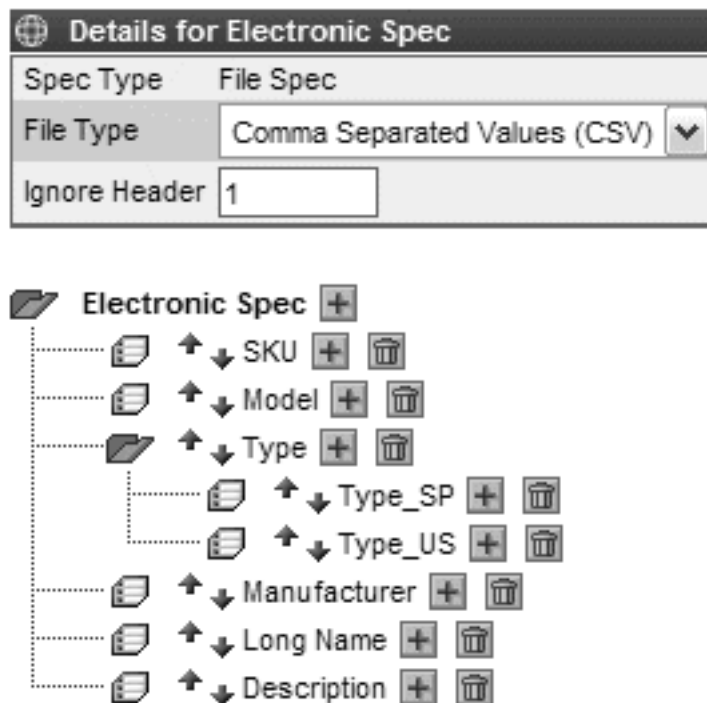 Details for Electronic Spec
Spec Type File Spec
File Type Comma Separated Values (CSV)
Ignore Header 1
Electronic Spec
SKU
Model
Type
Type_SP
Type_US
Manufacturer
Long Name
Description